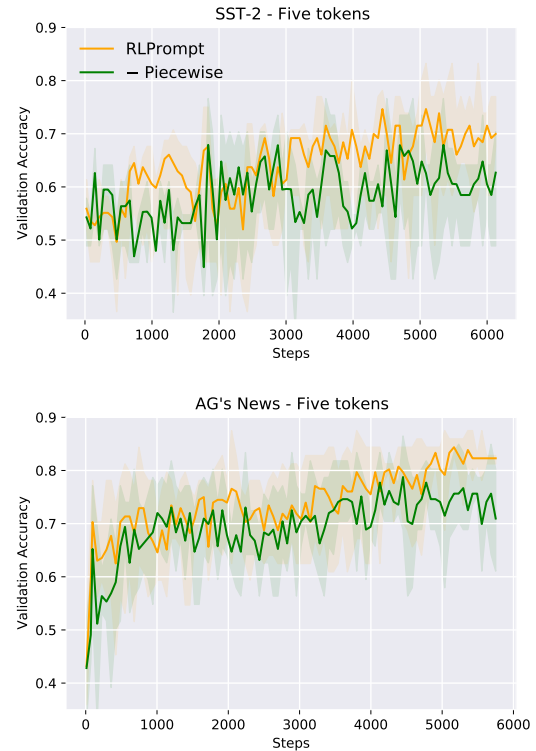 SST-2 - Five tokens
0.9
0.8
0.7
0.6
0.5
0.4
Validation Accuracy
RLPrompt
− Piecewise
0 1000 2000 3000 4000 5000 6000
Steps
AG's News - Five tokens
0.9
0.8
0.7
0.6
0.5
0.4
Validation Accuracy
0 1000 2000 3000 4000 5000 6000
Steps